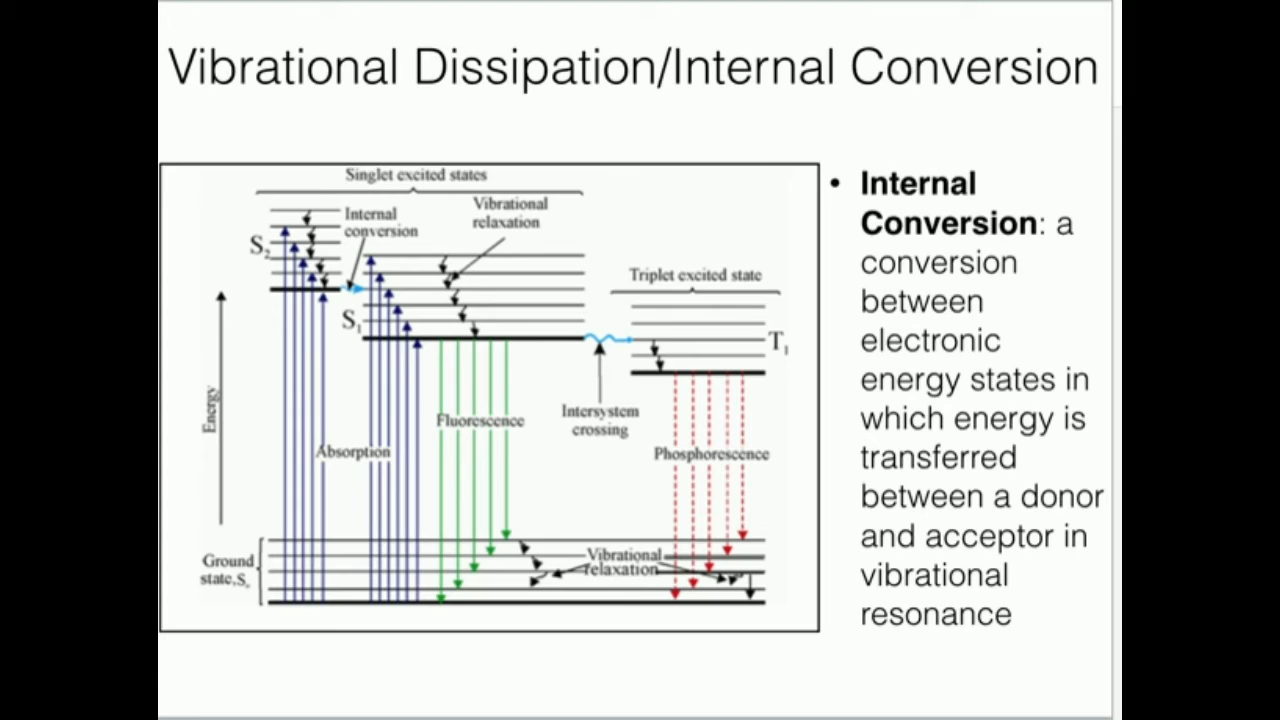 Vibrational Dissipation/Internal Conversion
Singlet excited states
Internal
conversion
Vibrational
relaxation
S2
S1
Triplet excited state
T1
Energy
Absorption
Fluorescence
Intersystem
crossing
Phosphorescence
Ground
state,S₀
Vibrational
relaxation
• Internal
Conversion: a
conversion
between
electronic
energy states in
which energy is
transferred
between a donor
and acceptor in
vibrational
resonance